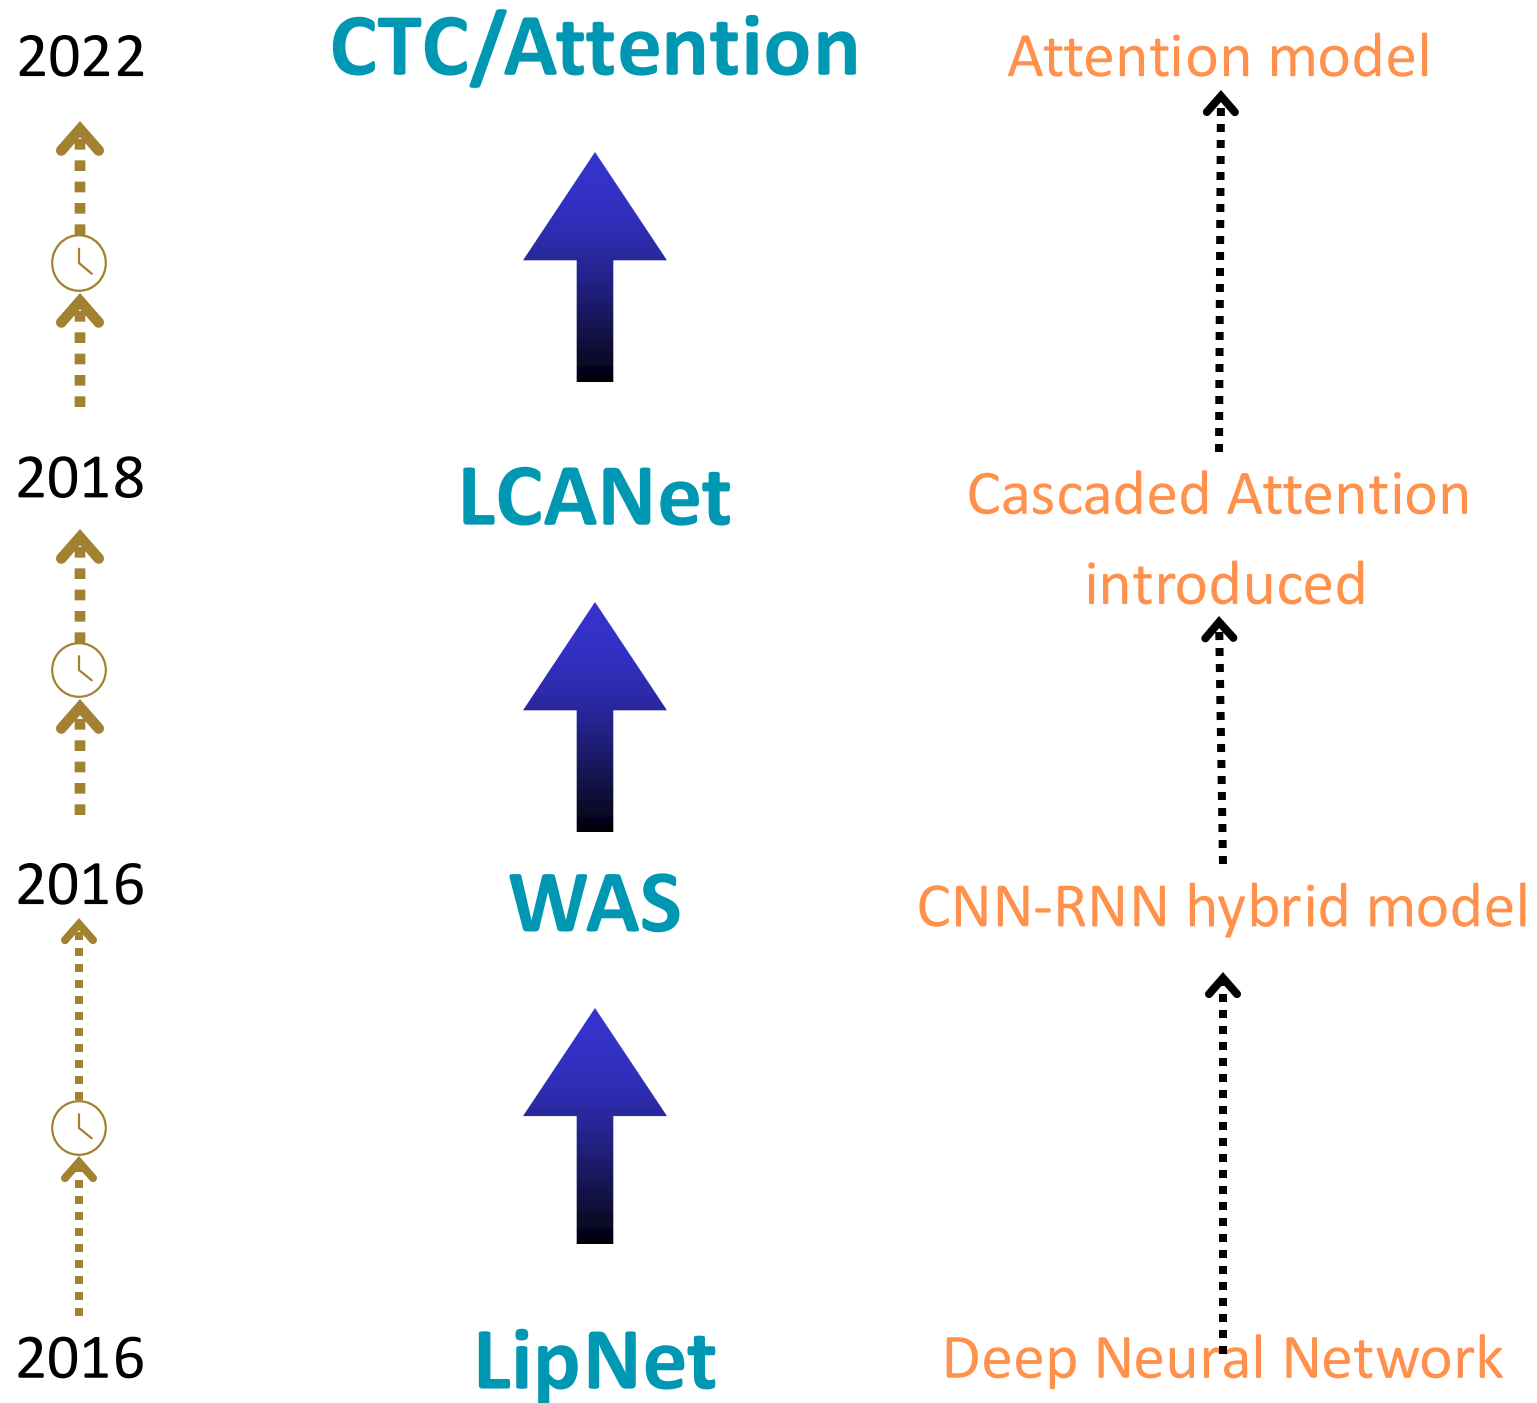 2022 CTC/Attention Attention model
2018 LCANet Cascaded Attention
introduced
2016 WAS CNN-RNN hybrid model
2016 LipNet Deep Neural Network